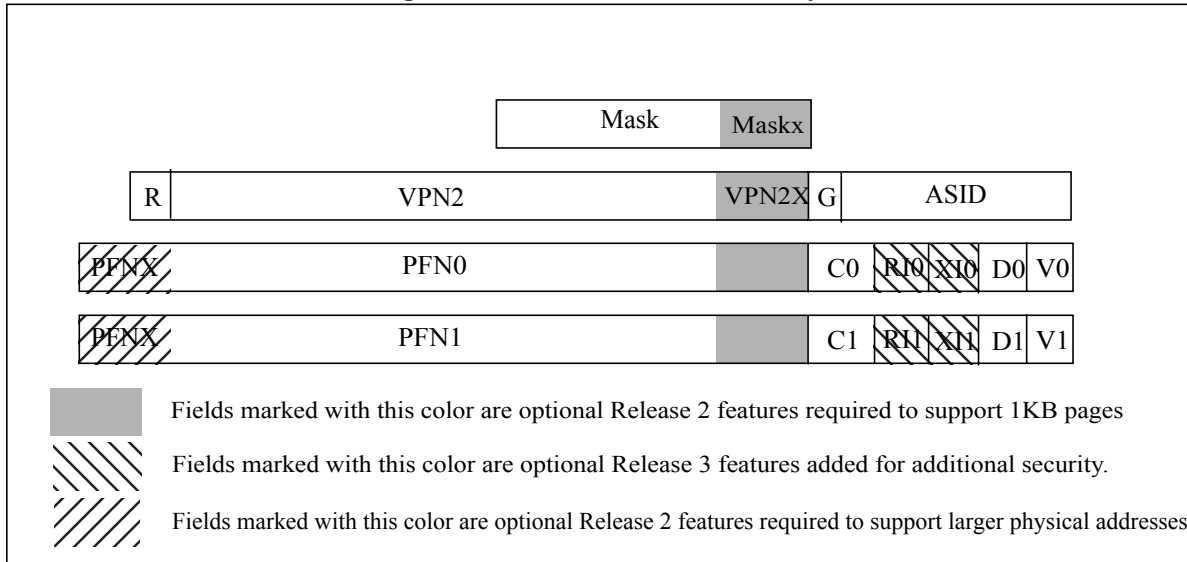 Mask Maskx
R VPN2 VPN2X G ASID
PFNX PFN0 C0 RI0 XI0 D0 V0
PFNX PFN1 C1 RI1 XI1 D1 V1
Fields marked with this color are optional Release 2 features required to support 1KB pages
Fields marked with this color are optional Release 3 features added for additional security.
Fields marked with this color are optional Release 2 features required to support larger physical addresses